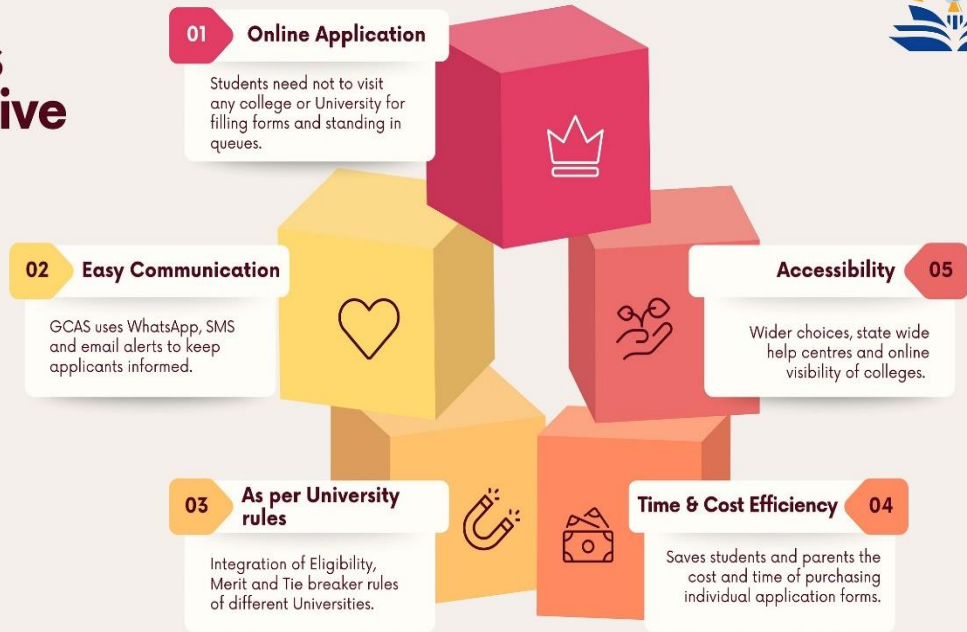 ive
01
Online Application
Students need not to visit
any college or University for
filling forms and standing in
queues.
02
Easy Communication
GCAS uses WhatsApp, SMS
and email alerts to keep
applicants informed.
03
As per University
rules
Integration of Eligibility,
Merit and Tie breaker rules
of different Universities.
Time & Cost Efficiency
04
Saves students and parents the
cost and time of purchasing
individual application forms.
Accessibility
05
Wider choices, state wide
help centres and online
visibility of colleges.